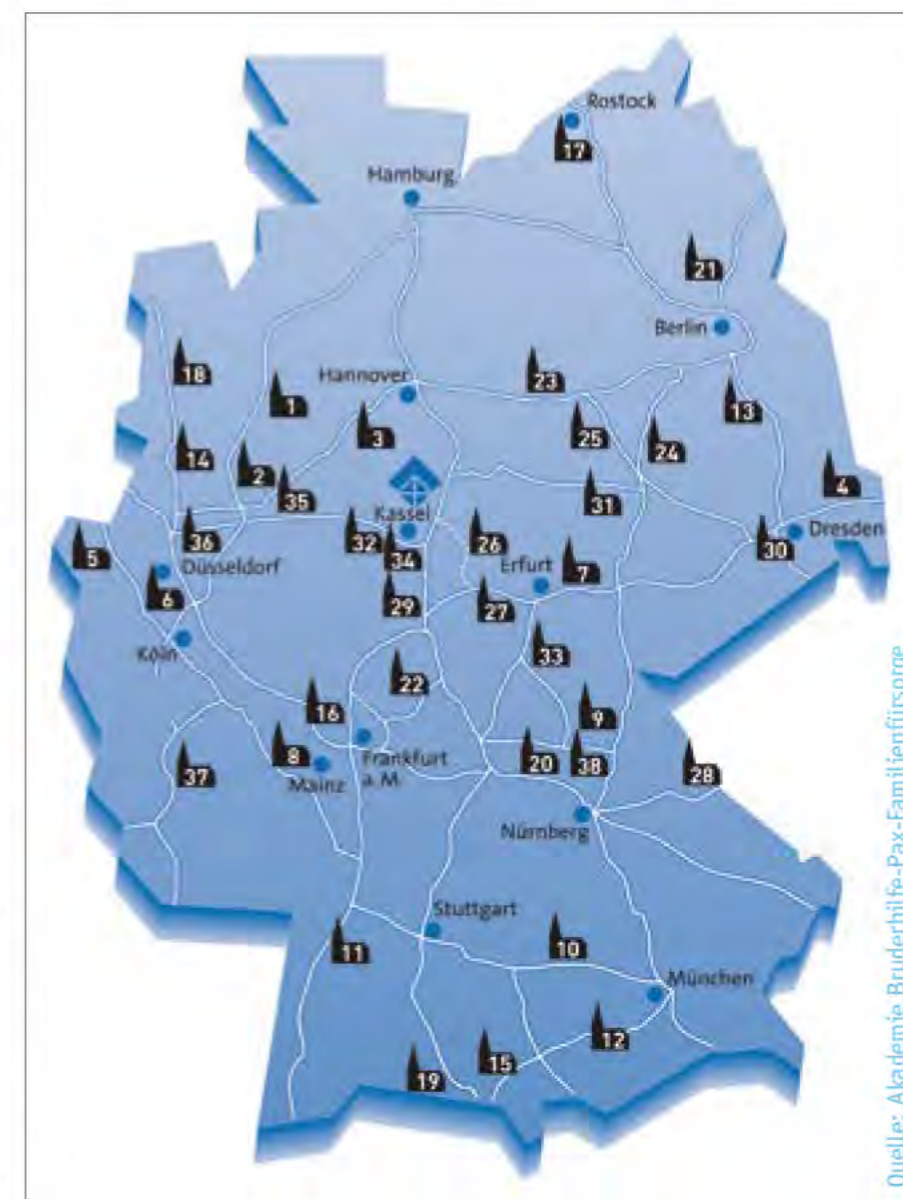 Rostock
17
Hamburg
21
Berlin
18
Hannover
23
1
13
3
25
24
14
2
4
35
31
Kassel
Dresden
36
32
34
26
30
5
Düsseldorf
Erfurt
7
6
29
27
Köln
33
22
16
9
8
Frankfurt
a. M.
20
38
28
37
Mainz
Nürnberg
Stuttgart
11
10
München
12
15
19
Quelle: Akademie Bruderhilfe-Pax-Familienfürsorge